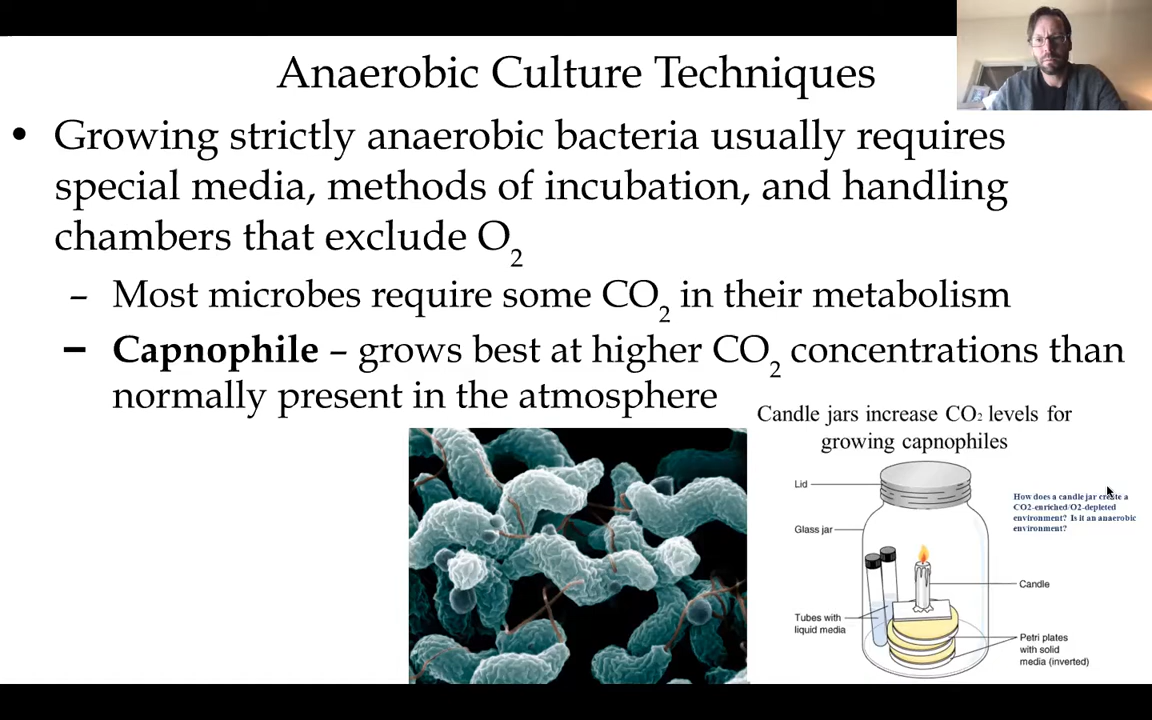 Anaerobic Culture Techniques
• Growing strictly anaerobic bacteria usually requires
special media, methods of incubation, and handling
chambers that exclude O2
– Most microbes require some CO2 in their metabolism
– Capnophile – grows best at higher CO2 concentrations than
normally present in the atmosphere
Candle jars increase CO2 levels for
growing capnophiles
Lid
Glass jar
How does a candle jar create a
CO2-enriched/O2-depleted
environment? Is it an anaerobic
environment?
Candle
Tubes with
liquid media
Petri plates
with solid
media (inverted)